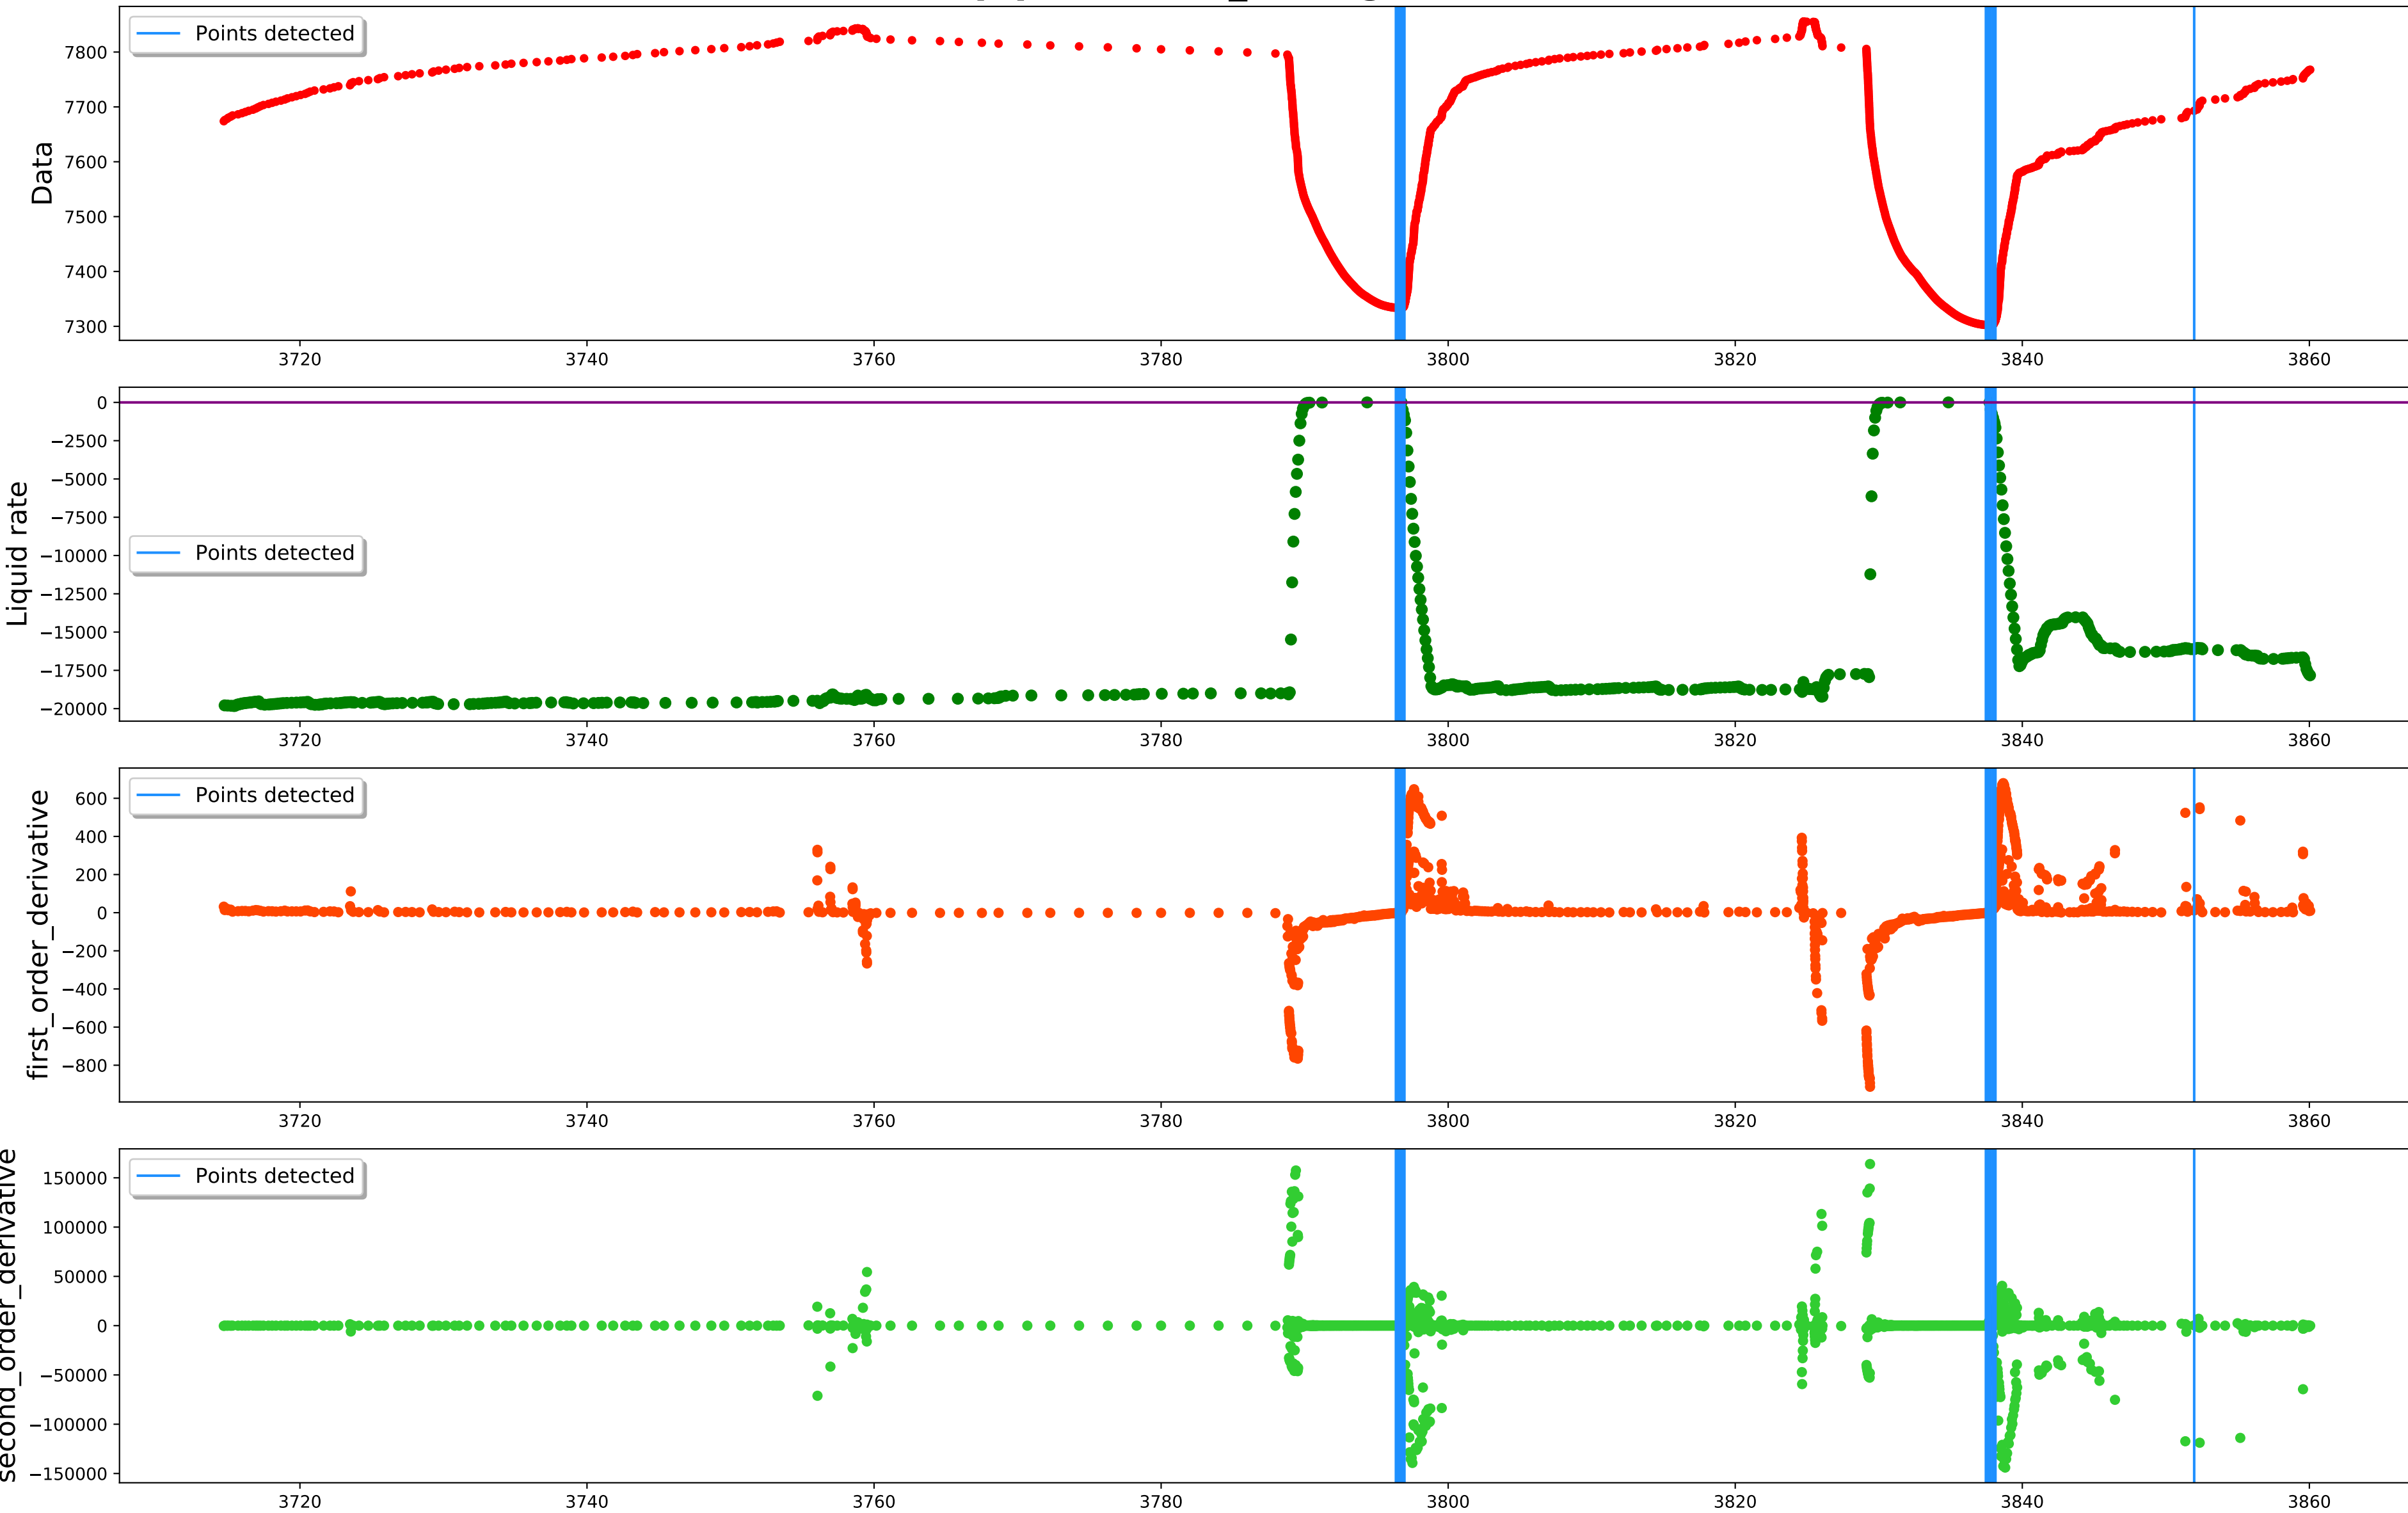 Points detected
Data
7800
7700
7600
7500
7400
7300
3720 3740 3760 3780 3800 3820 3840 3860
Points detected
Liquid rate
0
−2500
−5000
−7500
−10000
−12500
−15000
−17500
−20000
3720 3740 3760 3780 3800 3820 3840 3860
Points detected
first_order_derivative
600
400
200
0
−200
−400
−600
−800
3720 3740 3760 3780 3800 3820 3840 3860
Points detected
second_order_derivative
150000
100000
50000
0
−50000
−100000
−150000
3720 3740 3760 3780 3800 3820 3840 3860